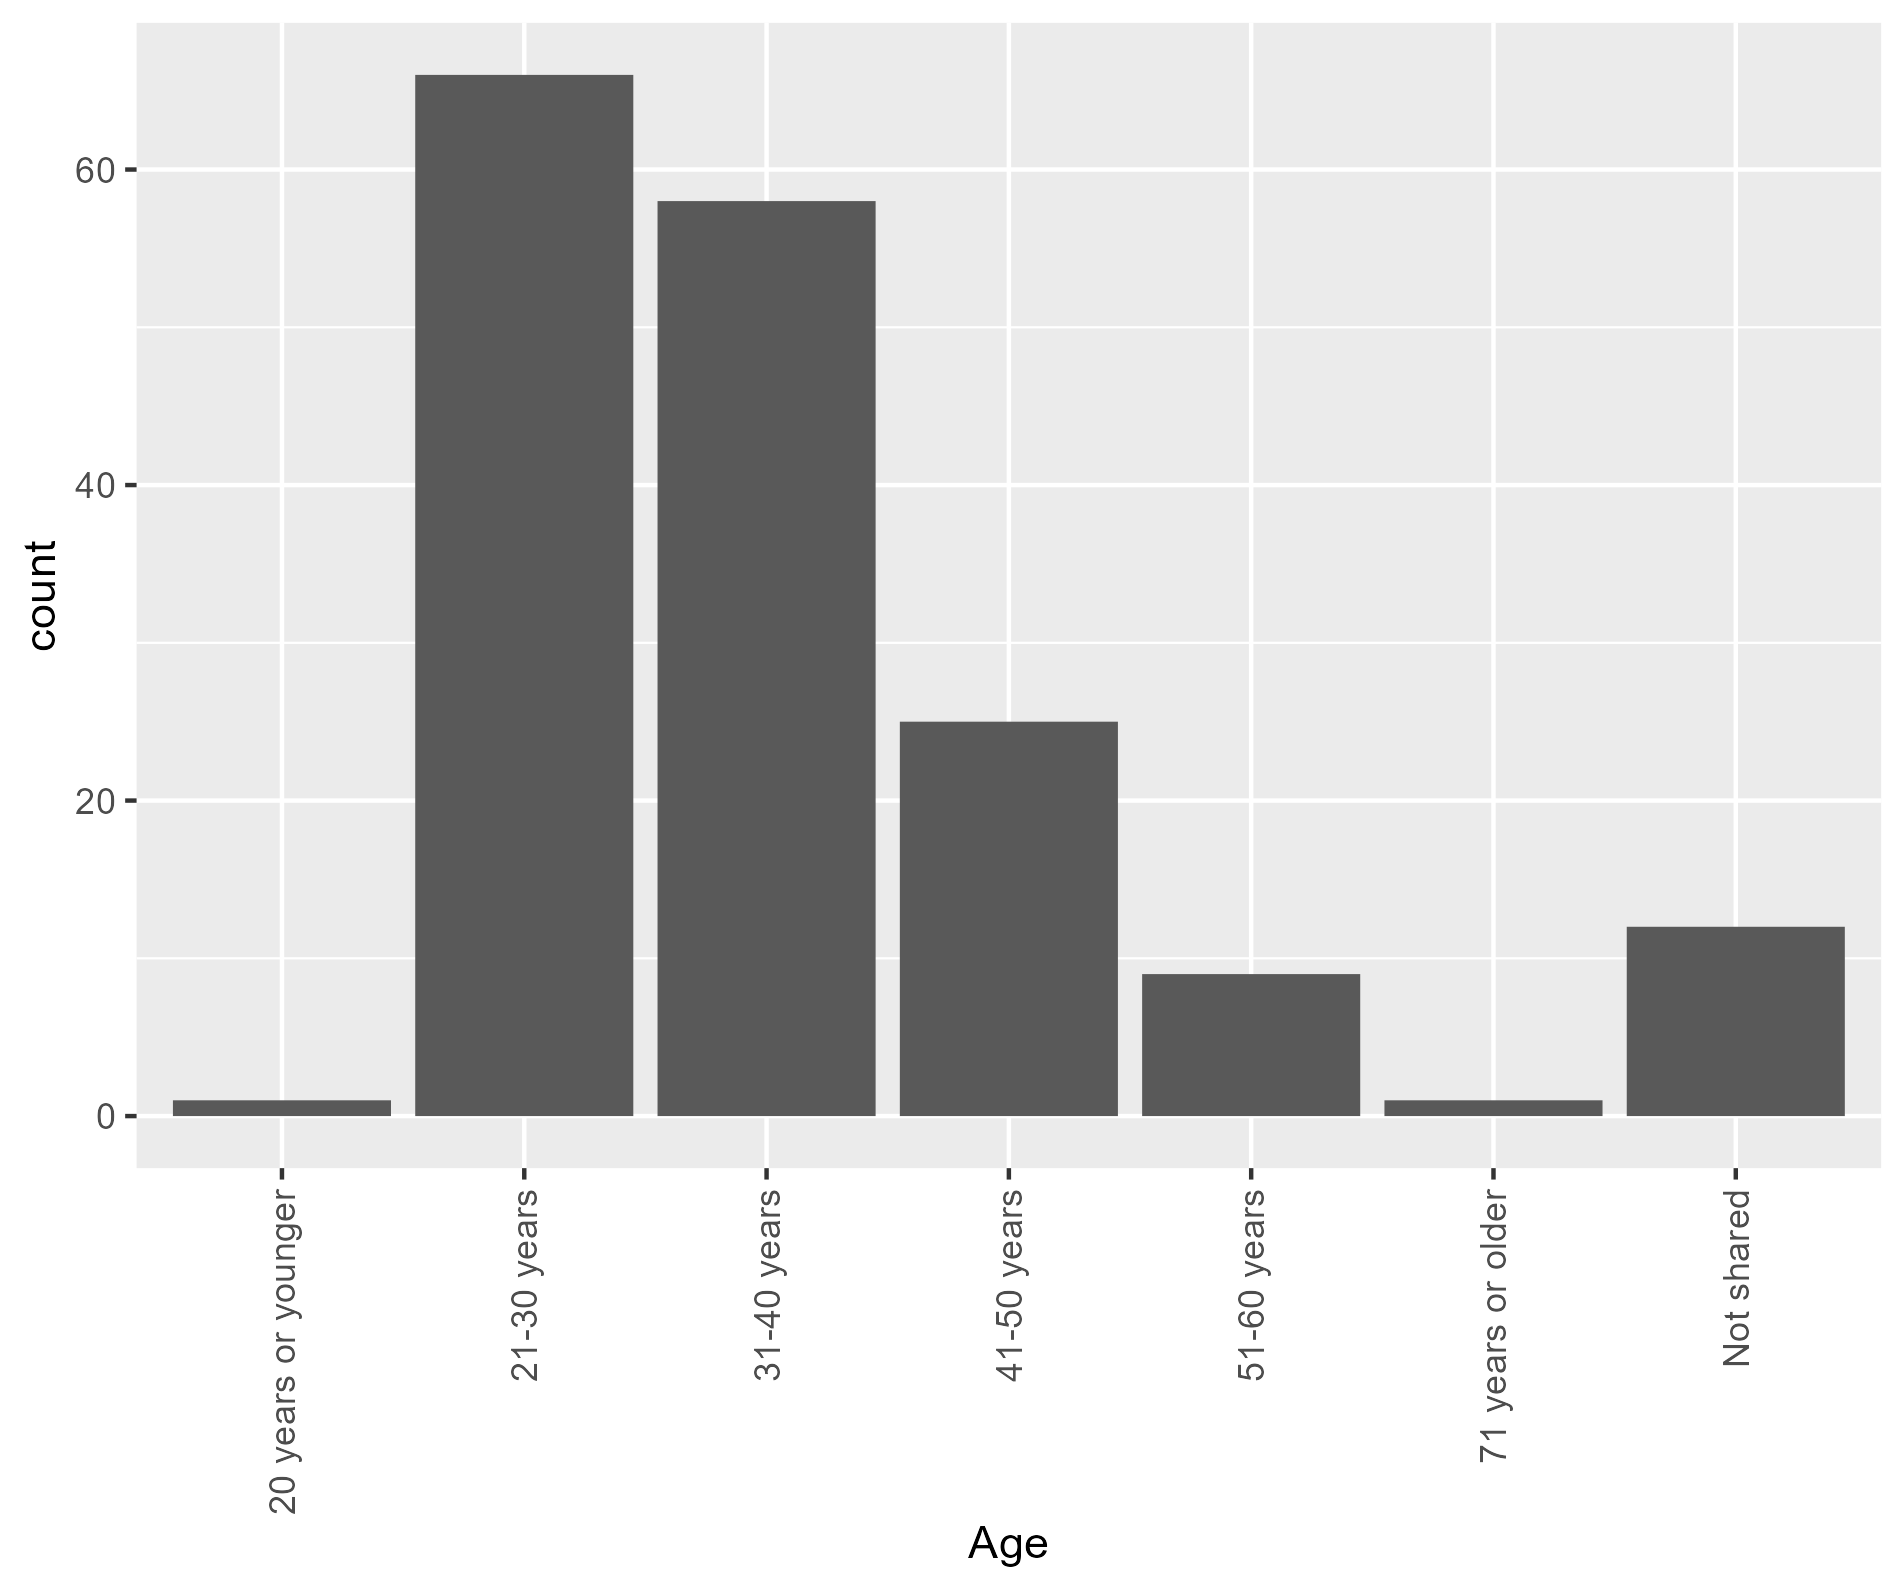 60
40
20
0
count
20 years or younger
21-30 years
31-40 years
41-50 years
51-60 years
71 years or older
Not shared
Age